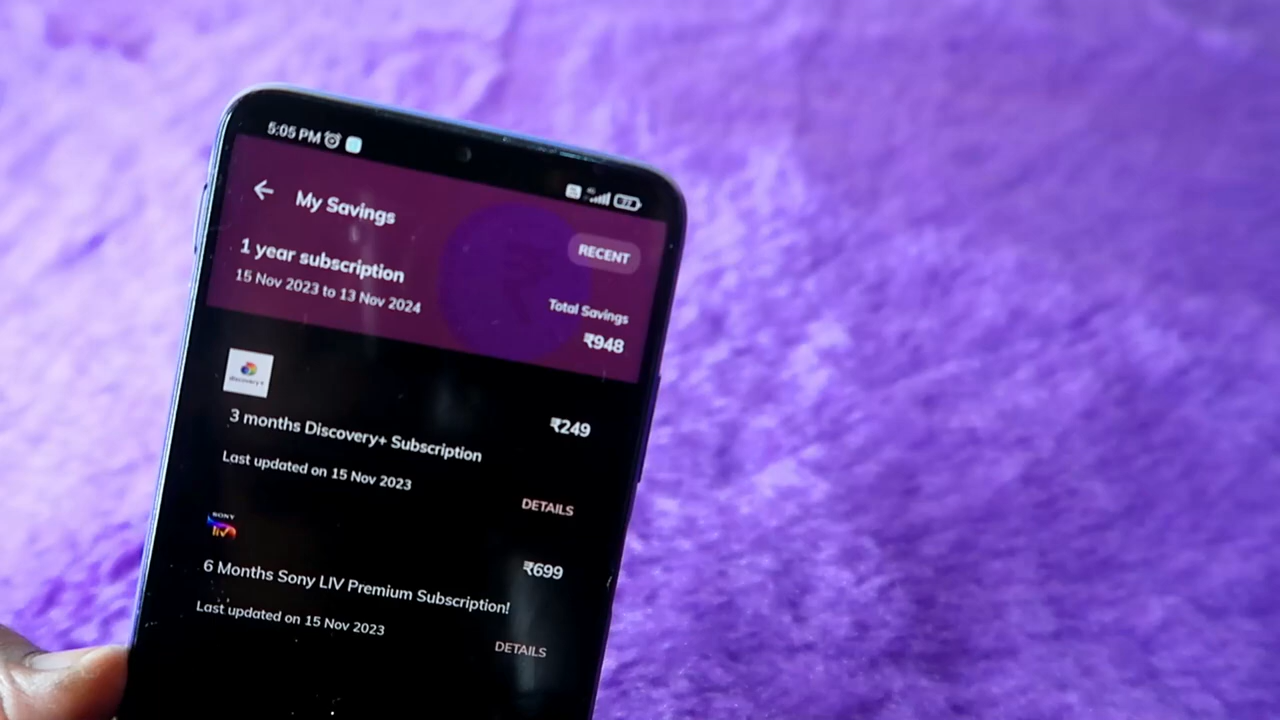 5:05 PM
My Savings
RECENT
1 year subscription
15 Nov 2023 to 13 Nov 2024
Total Savings
₹948
discovery+
3 months Discovery+ Subscription
₹249
Last updated on 15 Nov 2023
DETAILS
SONY
liv
6 Months Sony LIV Premium Subscription!
₹699
Last updated on 15 Nov 2023
DETAILS